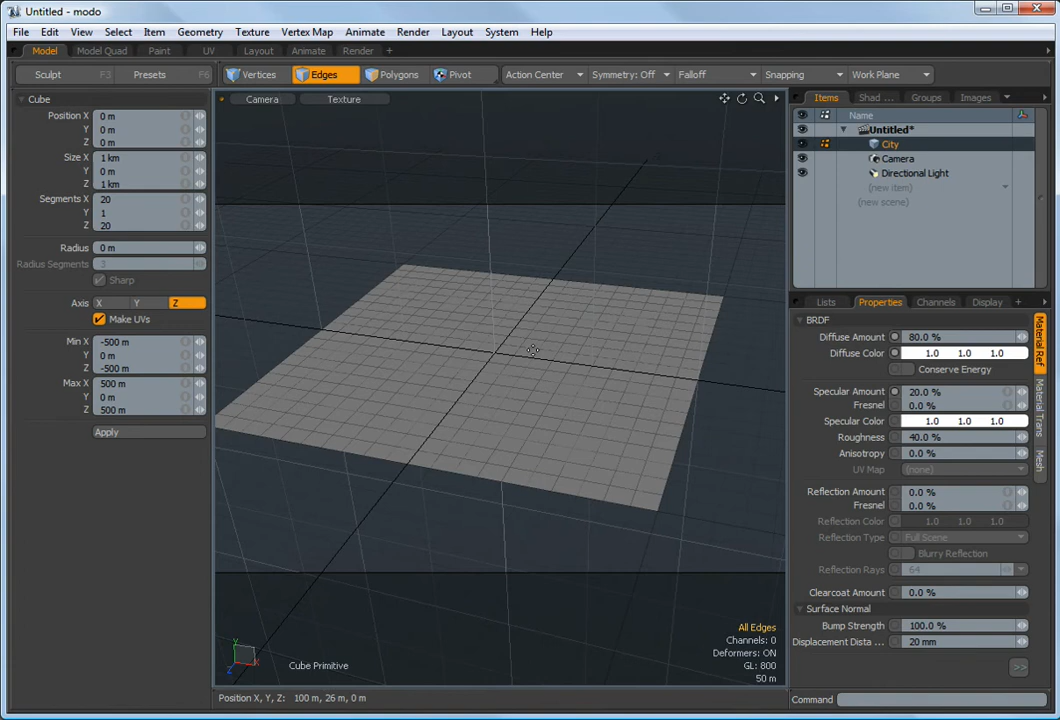 Untitled - modo
File Edit View Select Item Geometry Texture Vertex Map Animate Render Layout System Help
Model Model Quad Paint UV Layout Animate Render +
Sculpt F3 Presets F6 Vertices Edges Polygons Pivot Action Center Symmetry: Off Falloff Snapping Work Plane
Cube
Position X 0 m
Y 0 m
Z 0 m
Size X 1 km
Y 0 m
Z 1 km
Segments X 20
Y 1
Z 20
Radius 0 m
Radius Segments 3
Sharp
Axis X Y Z
Make UVs
Min X -500 m
Y 0 m
Z -500 m
Max X 500 m
Y 0 m
Z 500 m
Apply
Camera Texture
Y
Z X
Cube Primitive
All Edges
Channels: 0
Deformers: ON
GL: 800
50 m
Position X, Y, Z: 100 m, 26 m, 0 m
Items Shad ... Groups Images
Name
Untitled*
City
Camera
Directional Light
(new item)
(new scene)
Lists Properties Channels Display +
BRDF
Diffuse Amount 80.0 %
Diffuse Color 1.0 1.0 1.0
Conserve Energy
Specular Amount 20.0 %
Fresnel 0.0 %
Specular Color 1.0 1.0 1.0
Roughness 40.0 %
Anisotropy 0.0 %
UV Map (none)
Reflection Amount 0.0 %
Fresnel 0.0 %
Reflection Color 1.0 1.0 1.0
Reflection Type Full Scene
Blurry Reflection
Reflection Rays 64
Clearcoat Amount 0.0 %
Surface Normal
Bump Strength 100.0 %
Displacement Dista ... 20 mm
>>
Material Ref
Material Trans
Mesh
Command